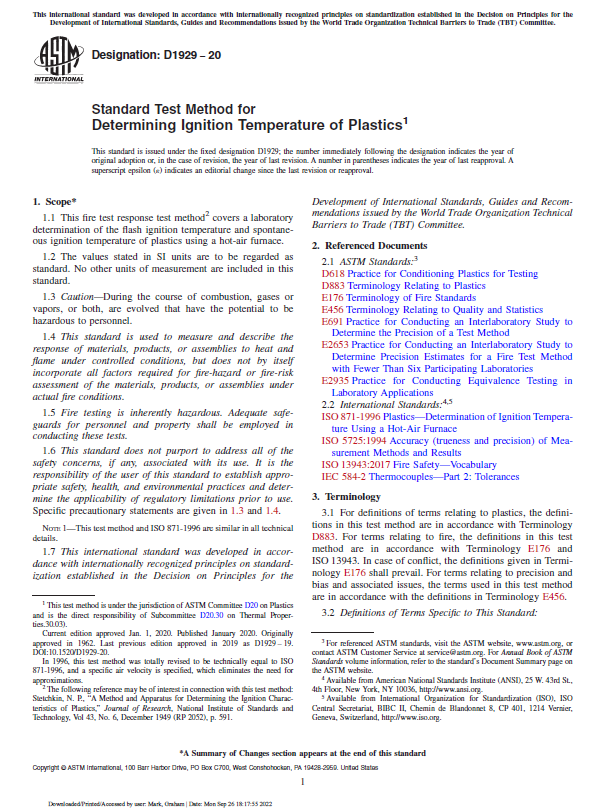 This international standard was developed in accordance with internationally recognized principles on standardization established in the Decision on Principles for the
Development of International Standards, Guides and Recommendations issued by the World Trade Organization Technical Barriers to Trade (TBT) Committee.
ASTM
INTERNATIONAL
Designation: D1929 − 20
Standard Test Method for
Determining Ignition Temperature of Plastics1
This standard is issued under the fixed designation D1929; the number immediately following the designation indicates the year of
original adoption or, in the case of revision, the year of last revision. A number in parentheses indicates the year of last reapproval. A
superscript epsilon (ε) indicates an editorial change since the last revision or reapproval.
1. Scope*
1.1 This fire test response test method2 covers a laboratory
determination of the flash ignition temperature and spontane-
ous ignition temperature of plastics using a hot-air furnace.
1.2 The values stated in SI units are to be regarded as
standard. No other units of measurement are included in this
standard.
1.3 Caution—During the course of combustion, gases or
vapors, or both, are evolved that have the potential to be
hazardous to personnel.
1.4 This standard is used to measure and describe the
response of materials, products, or assemblies to heat and
flame under controlled conditions, but does not by itself
incorporate all factors required for fire-hazard or fire-risk
assessment of the materials, products, or assemblies under
actual fire conditions.
1.5 Fire testing is inherently hazardous. Adequate safe-
guards for personnel and property shall be employed in
conducting these tests.
1.6 This standard does not purport to address all of the
safety concerns, if any, associated with its use. It is the
responsibility of the user of this standard to establish appro-
priate safety, health, and environmental practices and deter-
mine the applicability of regulatory limitations prior to use.
Specific precautionary statements are given in 1.3 and 1.4.
NOTE 1—This test method and ISO 871-1996 are similar in all technical
details.
1.7 This international standard was developed in accor-
dance with internationally recognized principles on standard-
ization established in the Decision on Principles for the
1 This test method is under the jurisdiction of ASTM Committee D20 on Plastics
and is the direct responsibility of Subcommittee D20.30 on Thermal Proper-
ties.30.03).
Current edition approved Jan. 1, 2020. Published January 2020. Originally
approved in 1962. Last previous edition approved in 2019 as D1929 – 19.
DOI:10.1520/D1929-20.
In 1996, this test method was totally revised to be technically equal to ISO
871-1996, and a specific air velocity is specified, which eliminates the need for
approximations.
2 The following reference may be of interest in connection with this test method:
Stetchkin, N. P., “A Method and Apparatus for Determining the Ignition Charac-
teristics of Plastics,” Journal of Research, National Institute of Standards and
Technology, Vol 43, No. 6, December 1949 (RP 2052), p. 591.
Development of International Standards, Guides and Recom-
mendations issued by the World Trade Organization Technical
Barriers to Trade (TBT) Committee.
2. Referenced Documents
2.1 ASTM Standards:3
D618 Practice for Conditioning Plastics for Testing
D883 Terminology Relating to Plastics
E176 Terminology of Fire Standards
E456 Terminology Relating to Quality and Statistics
E691 Practice for Conducting an Interlaboratory Study to
Determine the Precision of a Test Method
E2653 Practice for Conducting an Interlaboratory Study to
Determine Precision Estimates for a Fire Test Method
with Fewer Than Six Participating Laboratories
E2935 Practice for Conducting Equivalence Testing in
Laboratory Applications
2.2 International Standards:4,5
ISO 871-1996 Plastics—Determination of Ignition Tempera-
ture Using a Hot-Air Furnace
ISO 5725:1994 Accuracy (trueness and precision) of Mea-
surement Methods and Results
ISO 13943:2017 Fire Safety—Vocabulary
IEC 584-2 Thermocouples—Part 2: Tolerances
3. Terminology
3.1 For definitions of terms relating to plastics, the defini-
tions in this test method are in accordance with Terminology
D883. For terms relating to fire, the definitions in this test
method are in accordance with Terminology E176 and
ISO 13943. In case of conflict, the definitions given in Termi-
nology E176 shall prevail. For terms relating to precision and
bias and associated issues, the terms used in this test method
are in accordance with the definitions in Terminology E456.
3.2 Definitions of Terms Specific to This Standard:
3 For referenced ASTM standards, visit the ASTM website, www.astm.org, or
contact ASTM Customer Service at service@astm.org. For Annual Book of ASTM
Standards volume information, refer to the standard’s Document Summary page on
the ASTM website.
4 Available from American National Standards Institute (ANSI), 25 W. 43rd St.,
4th Floor, New York, NY 10036, http://www.ansi.org.
5 Available from International Organization for Standardization (ISO), ISO
Central Secretariat, BIBC II, Chemin de Blandonnet 8, CP 401, 1214 Vernier,
Geneva, Switzerland, http://www.iso.org.
*A Summary of Changes section appears at the end of this standard
Copyright © ASTM International, 100 Barr Harbor Drive, PO Box C700, West Conshohocken, PA 19428-2959. United States
1
Downloaded/Printed/Accessed by user: Mark, Graham | Date: Mon Sep 26 18:17:55 2022